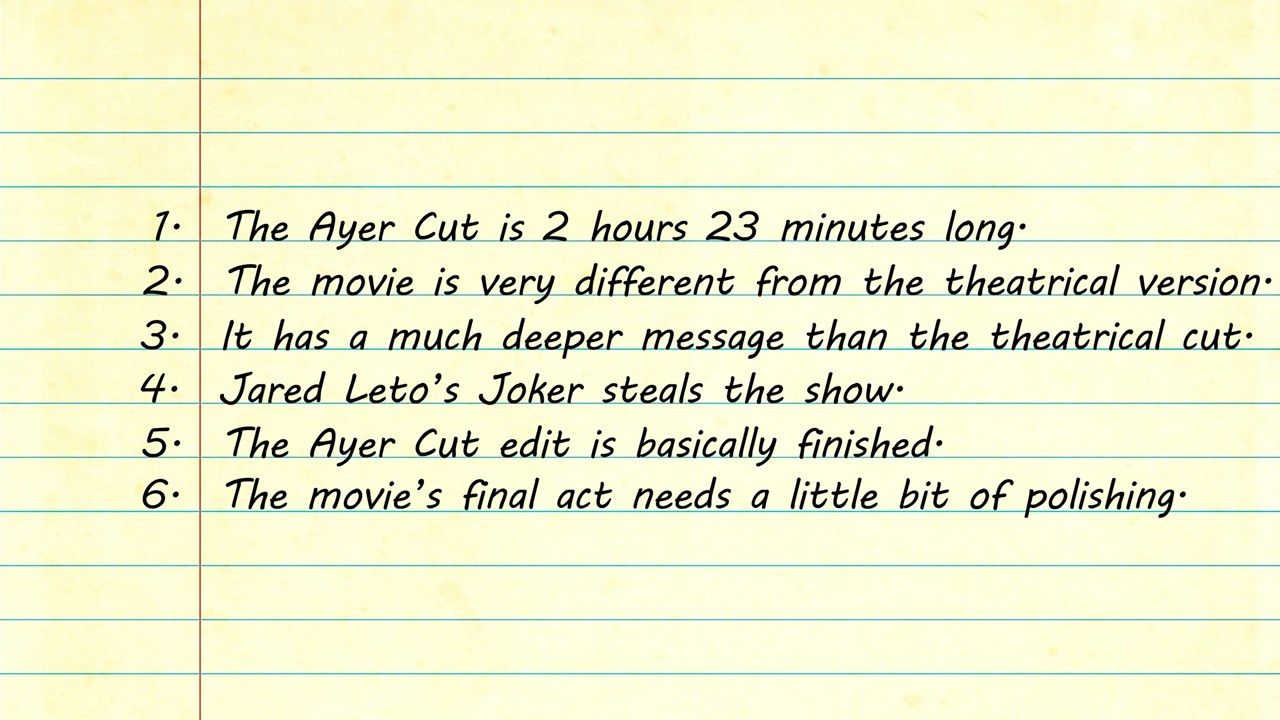 1. The Ayer Cut is 2 hours 23 minutes long.
2. The movie is very different from the theatrical version.
3. It has a much deeper message than the theatrical cut.
4. Jared Leto’s Joker steals the show.
5. The Ayer Cut edit is basically finished.
6. The movie’s final act needs a little bit of polishing.